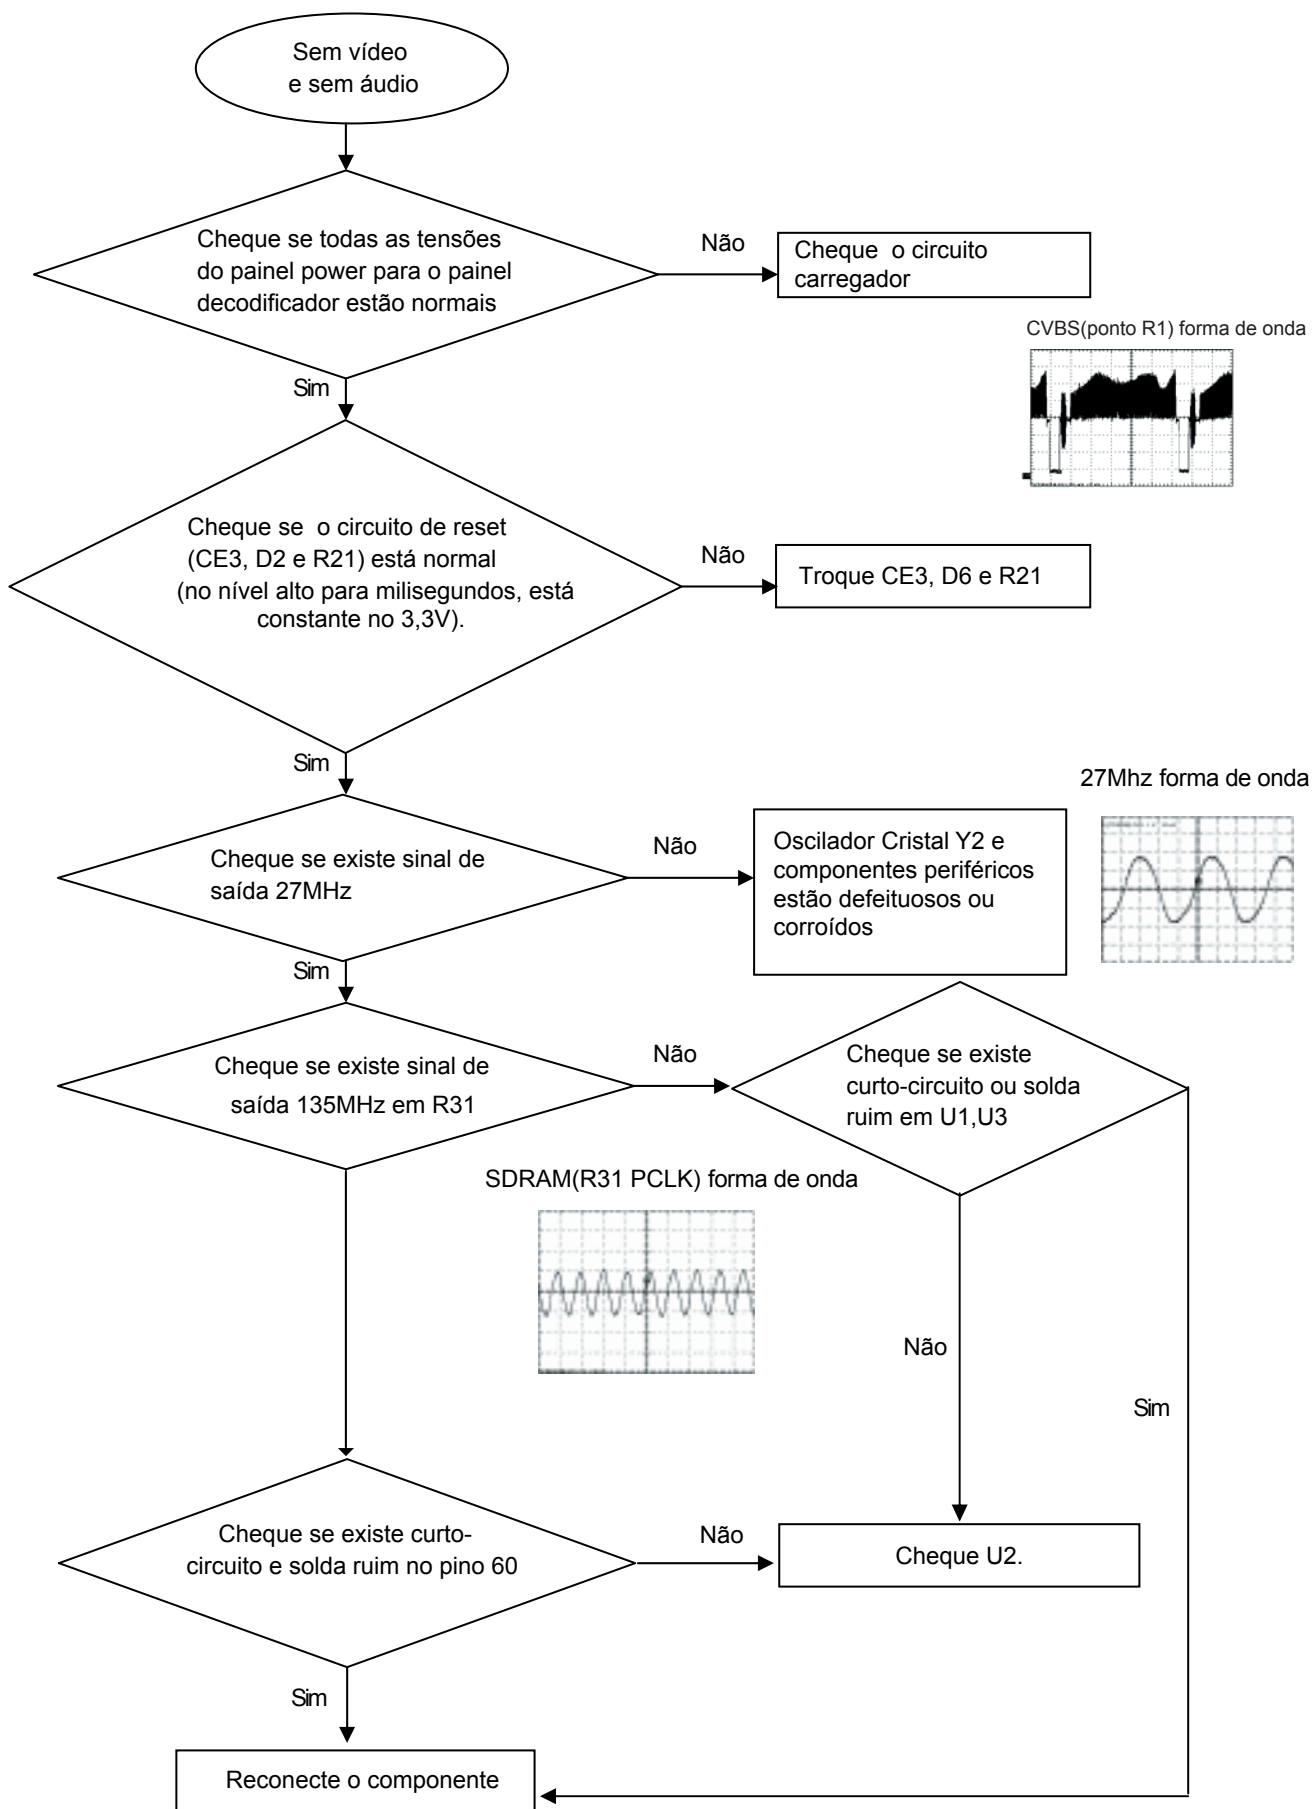 Sem vídeo
e sem áudio
Cheque se todas as tensões
do painel power para o painel
decodificador estão normais
Não
Cheque o circuito
carregador
CVBS(ponto R1) forma de onda
Sim
Cheque se o circuito de reset
(CE3, D2 e R21) está normal
(no nível alto para milisegundos, está
constante no 3,3V).
Não
Troque CE3, D6 e R21
Sim
27Mhz forma de onda
Cheque se existe sinal de
saída 27MHz
Não
Oscilador Cristal Y2 e
componentes periféricos
estão defeituosos ou
corroídos
Sim
Cheque se existe sinal de
saída 135MHz em R31
Não
Cheque se existe
curto-circuito ou solda
ruim em U1,U3
SDRAM(R31 PCLK) forma de onda
Não
Sim
Cheque se existe curto-
circuito e solda ruim no pino 60
Não
Cheque U2.
Sim
Reconecte o componente